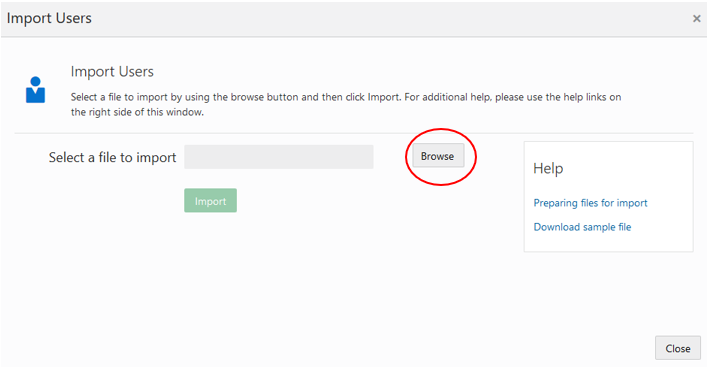 Import Users
×
Import Users
Select a file to import by using the browse button and then click Import. For additional help, please use the help links on
the right side of this window.
Select a file to import
Browse
Import
Help
Preparing files for import
Download sample file
Close